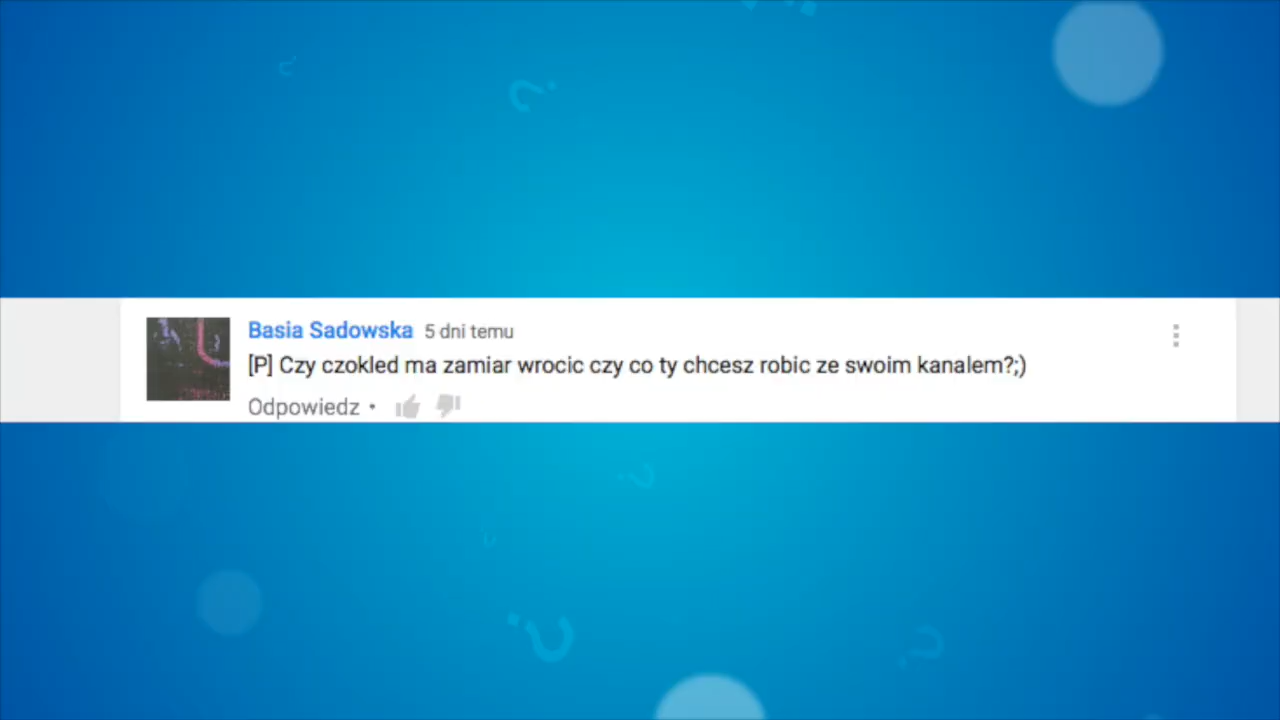 Basia Sadowska 5 dni temu
[P] Czy czokled ma zamiar wrocic czy co ty chcesz robic ze swoim kanalem?;)
Odpowiedz •